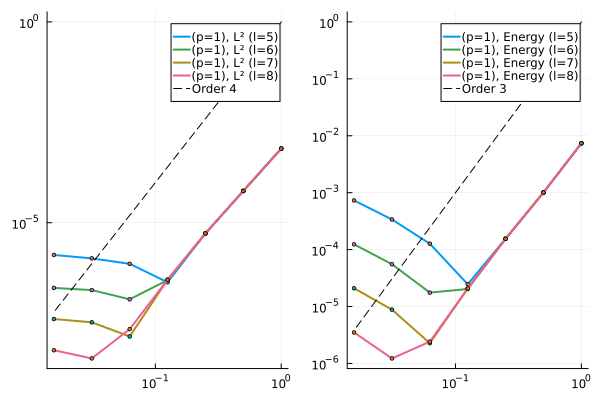 10⁰
10⁻⁵
10⁻¹
10⁰
(p=1), L² (l=5)
(p=1), L² (l=6)
(p=1), L² (l=7)
(p=1), L² (l=8)
Order 4
10⁰
10⁻¹
10⁻²
10⁻³
10⁻⁴
10⁻⁵
10⁻⁶
10⁻¹
10⁰
(p=1), Energy (l=5)
(p=1), Energy (l=6)
(p=1), Energy (l=7)
(p=1), Energy (l=8)
Order 3